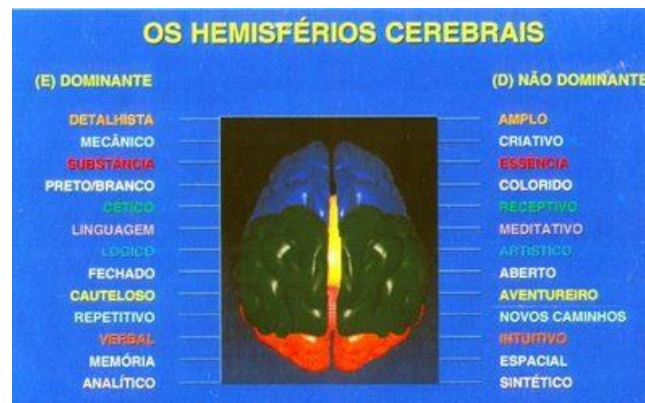 OS HEMISFÉRIOS CEREBRAIS
(E) DOMINANTE
DETALHISTA
MECÂNICO
SUBSTÂNCIA
PRETO/BRANCO
CÉTICO
LINGUAGEM
LÓGICO
FECHADO
CAUTELOSO
REPETITIVO
VERBAL
MEMÓRIA
ANALÍTICO
(D) NÃO DOMINANTE
AMPLO
CRIATIVO
ESSÊNCIA
COLORIDO
RECEPTIVO
MEDITATIVO
ARTÍSTICO
ABERTO
AVENTUREIRO
NOVOS CAMINHOS
INTUITIVO
ESPACIAL
SINTÉTICO